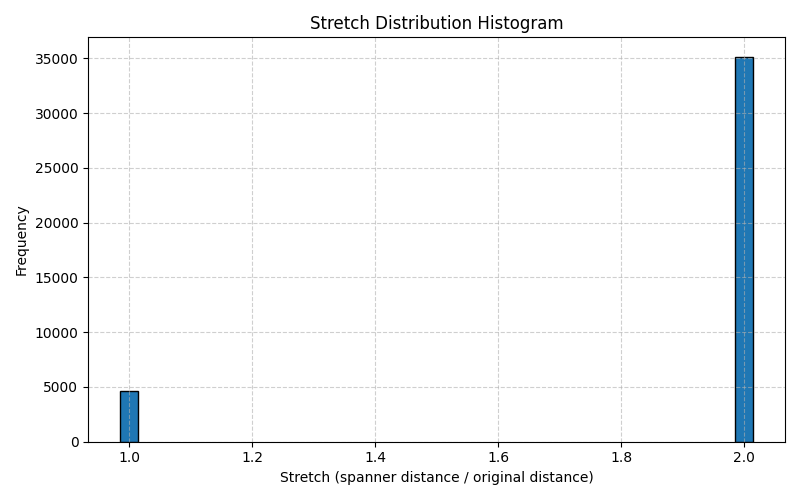 Stretch Distribution Histogram
35000
30000
25000
20000
15000
10000
5000
0
Frequency
1.0 1.2 1.4 1.6 1.8 2.0
Stretch (spanner distance / original distance)